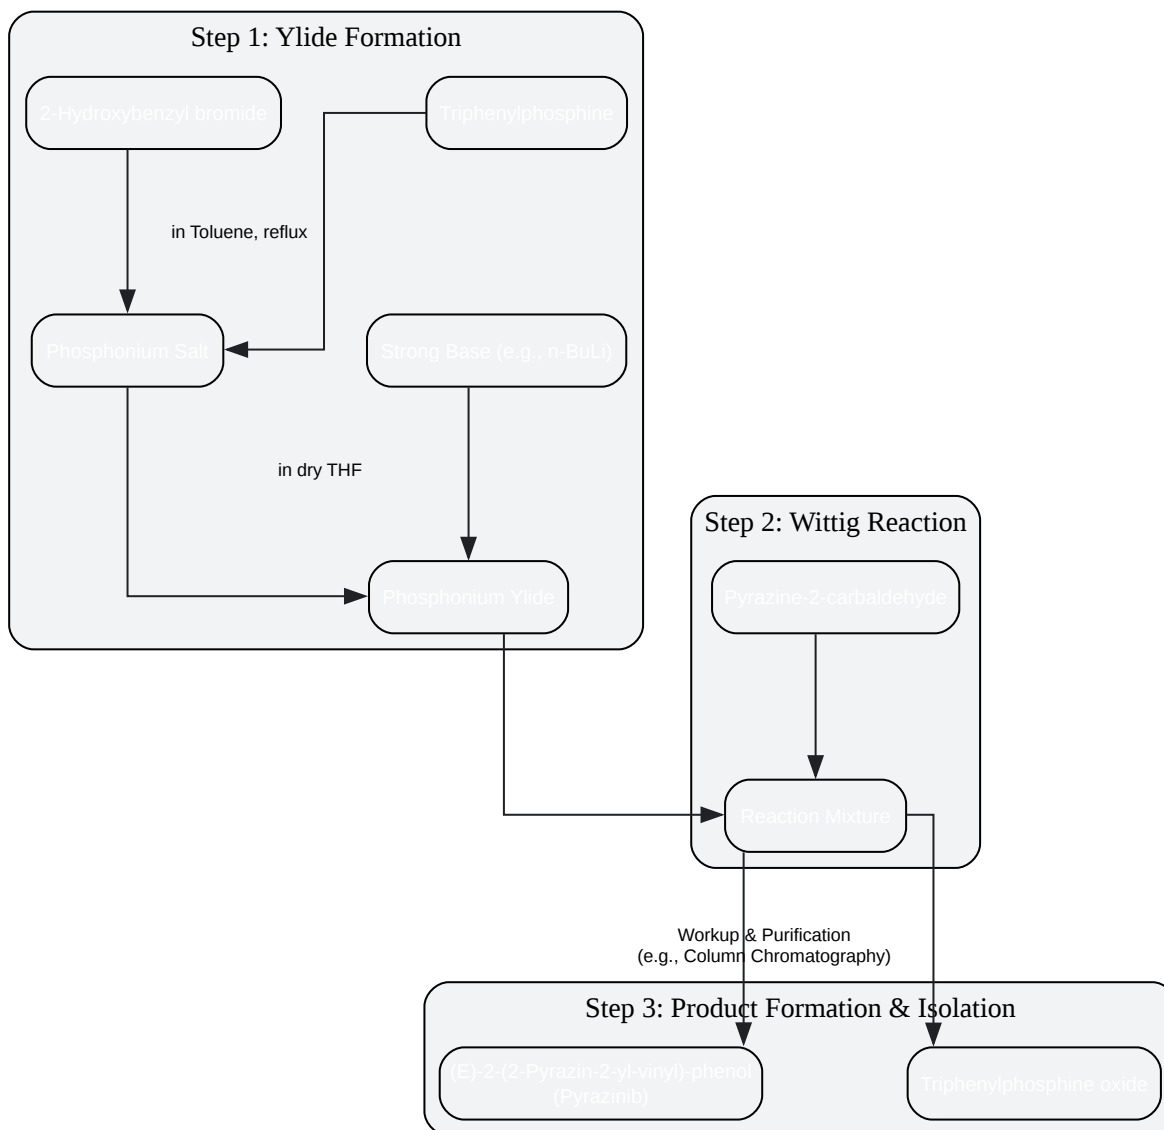 Step 1: Ylide Formation
2-Hydroxybenzyl bromide
Triphenylphosphine
in Toluene, reflux
Phosphonium Salt
Strong Base (e.g., n-BuLi)
in dry THF
Phosphonium Ylide
Step 2: Wittig Reaction
Pyrazine-2-carbaldehyde
Reaction Mixture
Workup & Purification
(e.g., Column Chromatography)
Step 3: Product Formation & Isolation
(E)-2-(2-Pyrazin-2-yl-vinyl)-phenol
(Pyrazinib)
Triphenylphosphine oxide